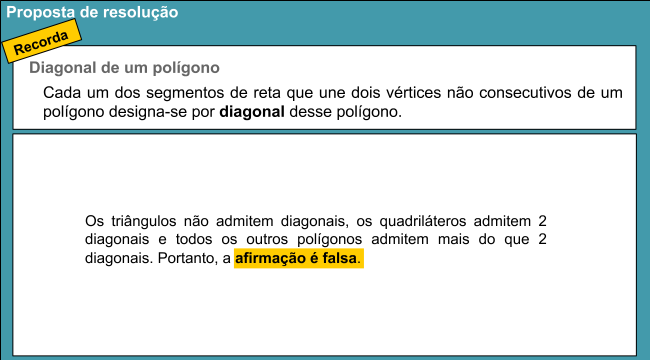 Proposta de resolução
Recorda
Diagonal de um polígono
Cada um dos segmentos de reta que une dois vértices não consecutivos de um
polígono designa-se por diagonal desse polígono.
Os triângulos não admitem diagonais, os quadriláteros admitem 2
diagonais e todos os outros polígonos admitem mais do que 2
diagonais. Portanto, a afirmação é falsa.